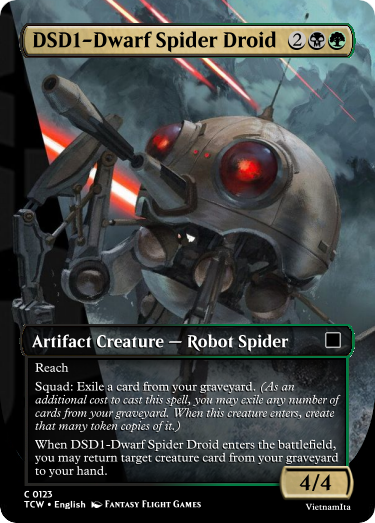 DSD1-Dwarf Spider Droid 2
Artifact Creature — Robot Spider
Reach
Squad: Exile a card from your graveyard. (As an
additional cost to cast this spell, you may exile any number of
cards from your graveyard. When this creature enters, create
that many token copies of it.)
When DSD1-Dwarf Spider Droid enters the battlefield,
you may return target creature card from your graveyard
to your hand.
4/4
C 0123
TCW • English Fantasy Flight Games
VietnamIta